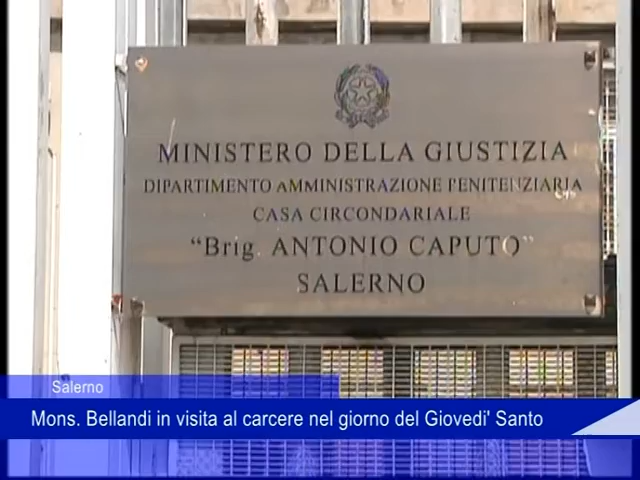 MINISTERO DELLA GIUSTIZIA
DIPARTIMENTO AMMINISTRAZIONE PENITENZIARIA
CASA CIRCONDARIALE
“Brig. ANTONIO CAPUTO”
SALERNO
Salerno
Mons. Bellandi in visita al carcere nel giorno del Giovedi' Santo